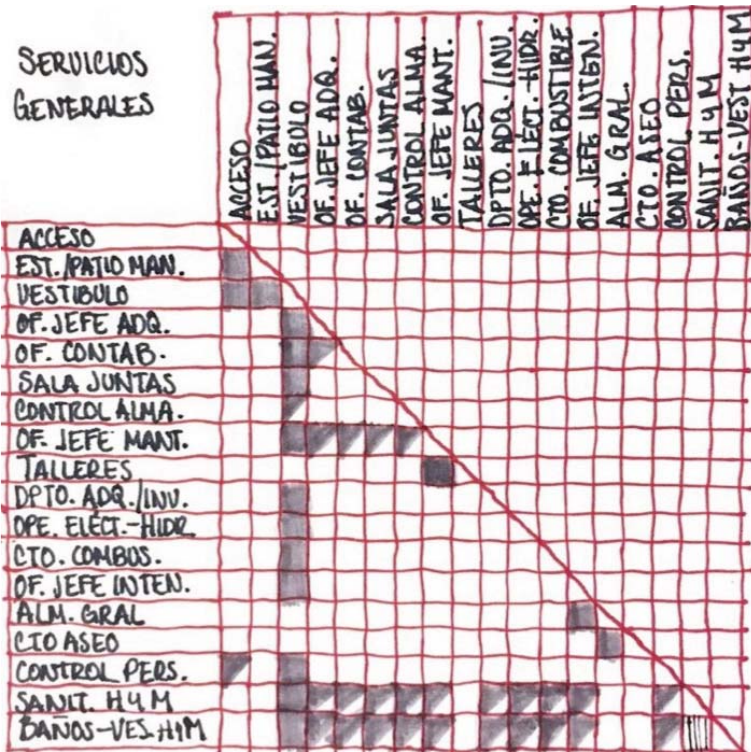 SERVICIOS
GENERALES
ACCESO
EST./PATIO MAN.
VESTIBULO
OF. JEFE ADQ.
OF. CONTAB.
SALA JUNTAS
CONTROL ALMA.
OF. JEFE MANT.
TALLERES
DPTO. ADQ./INV.
OPE. ELECT.-HIDR.
CTO. COMBUSTIBLE
OF. JEFE INTEN.
ALM. GRAL.
CTO. ASEO
CONTROL PERS.
SANIT. H y M
BAÑOS-VEST HyM
ACCESO
EST./PATIO MAN.
VESTIBULO
OF. JEFE ADQ.
OF. CONTAB.
SALA JUNTAS
CONTROL ALMA.
OF. JEFE MANT.
TALLERES
DPTO. ADQ./INV.
OPE. ELÉCT.-HIDR
CTO. COMBUS.
OF. JEFE INTEN.
ALM. GRAL
CTO ASEO
CONTROL PERS.
SANIT. H y M
BAÑOS-VES. HyM